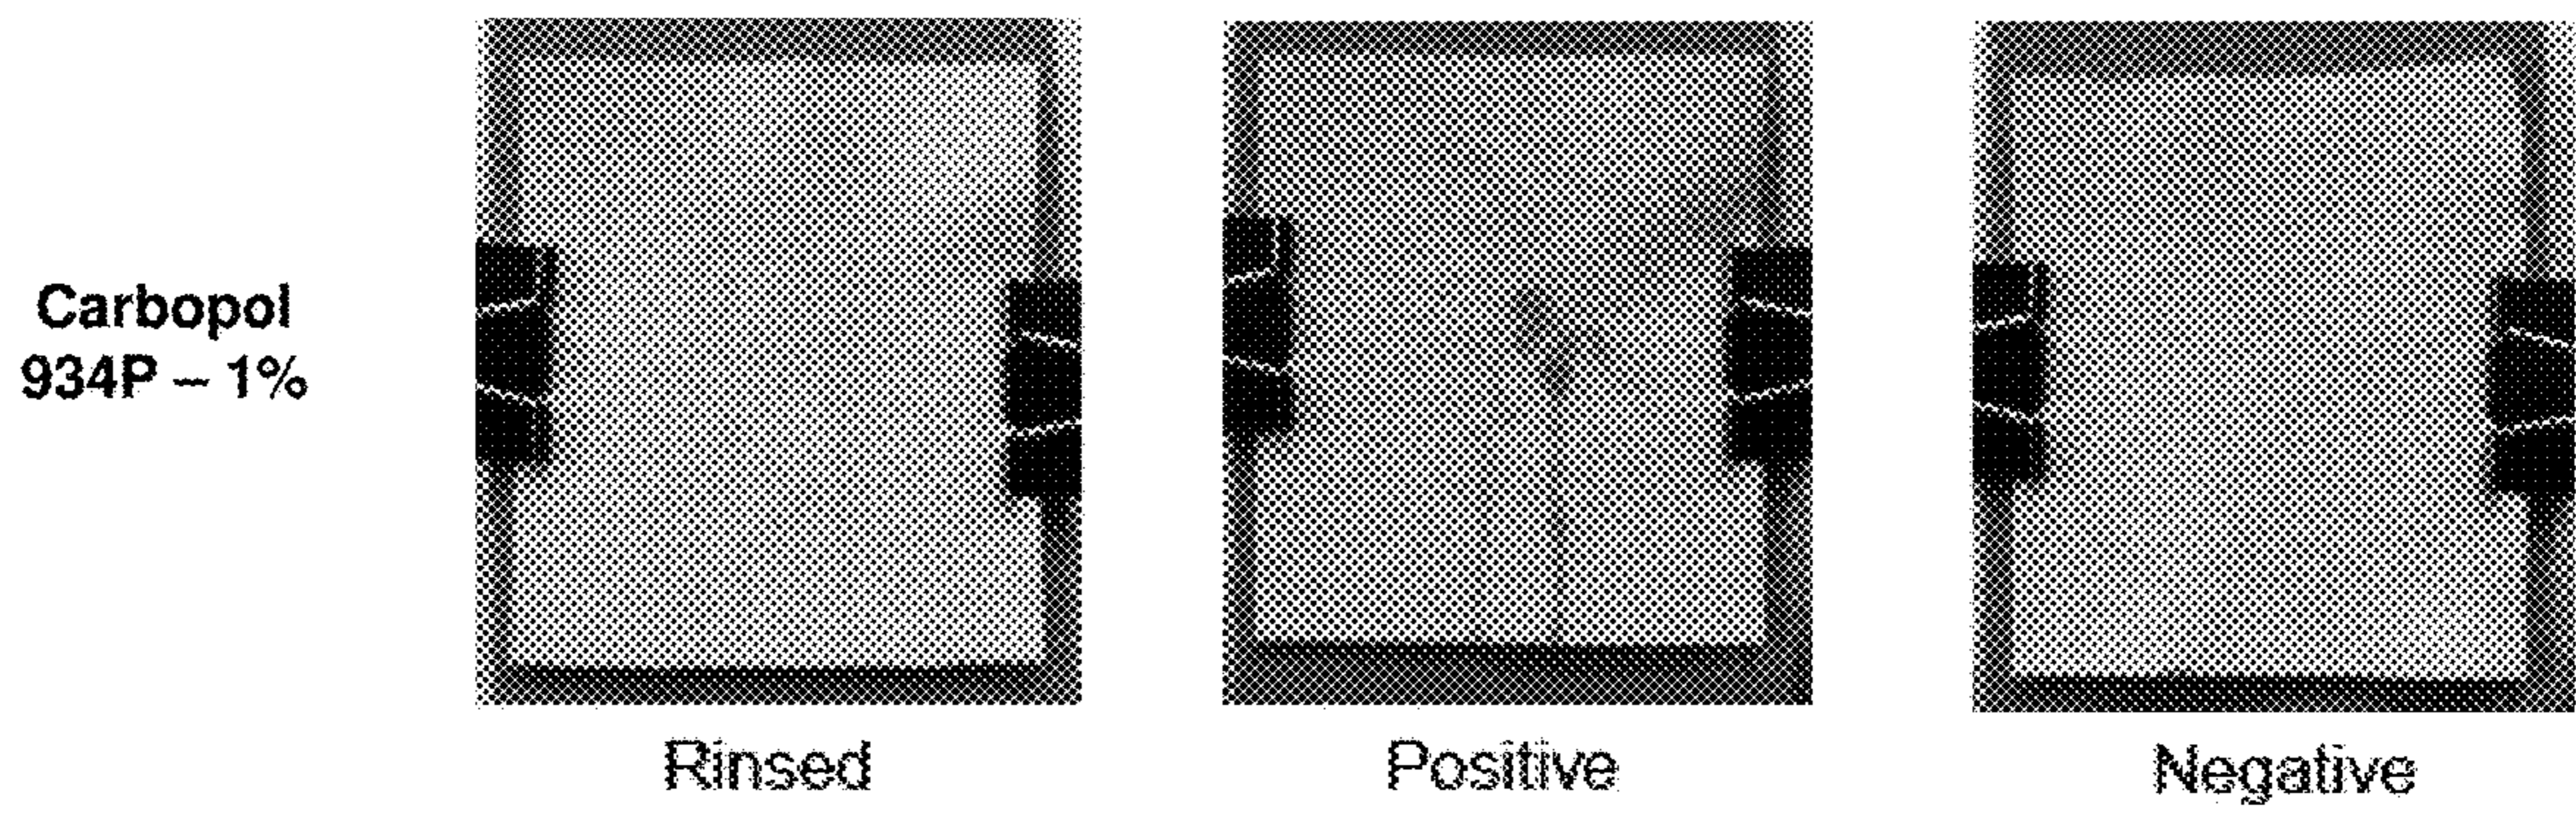 Carbopol
934P – 1%
Rinsed
Positive
Negative